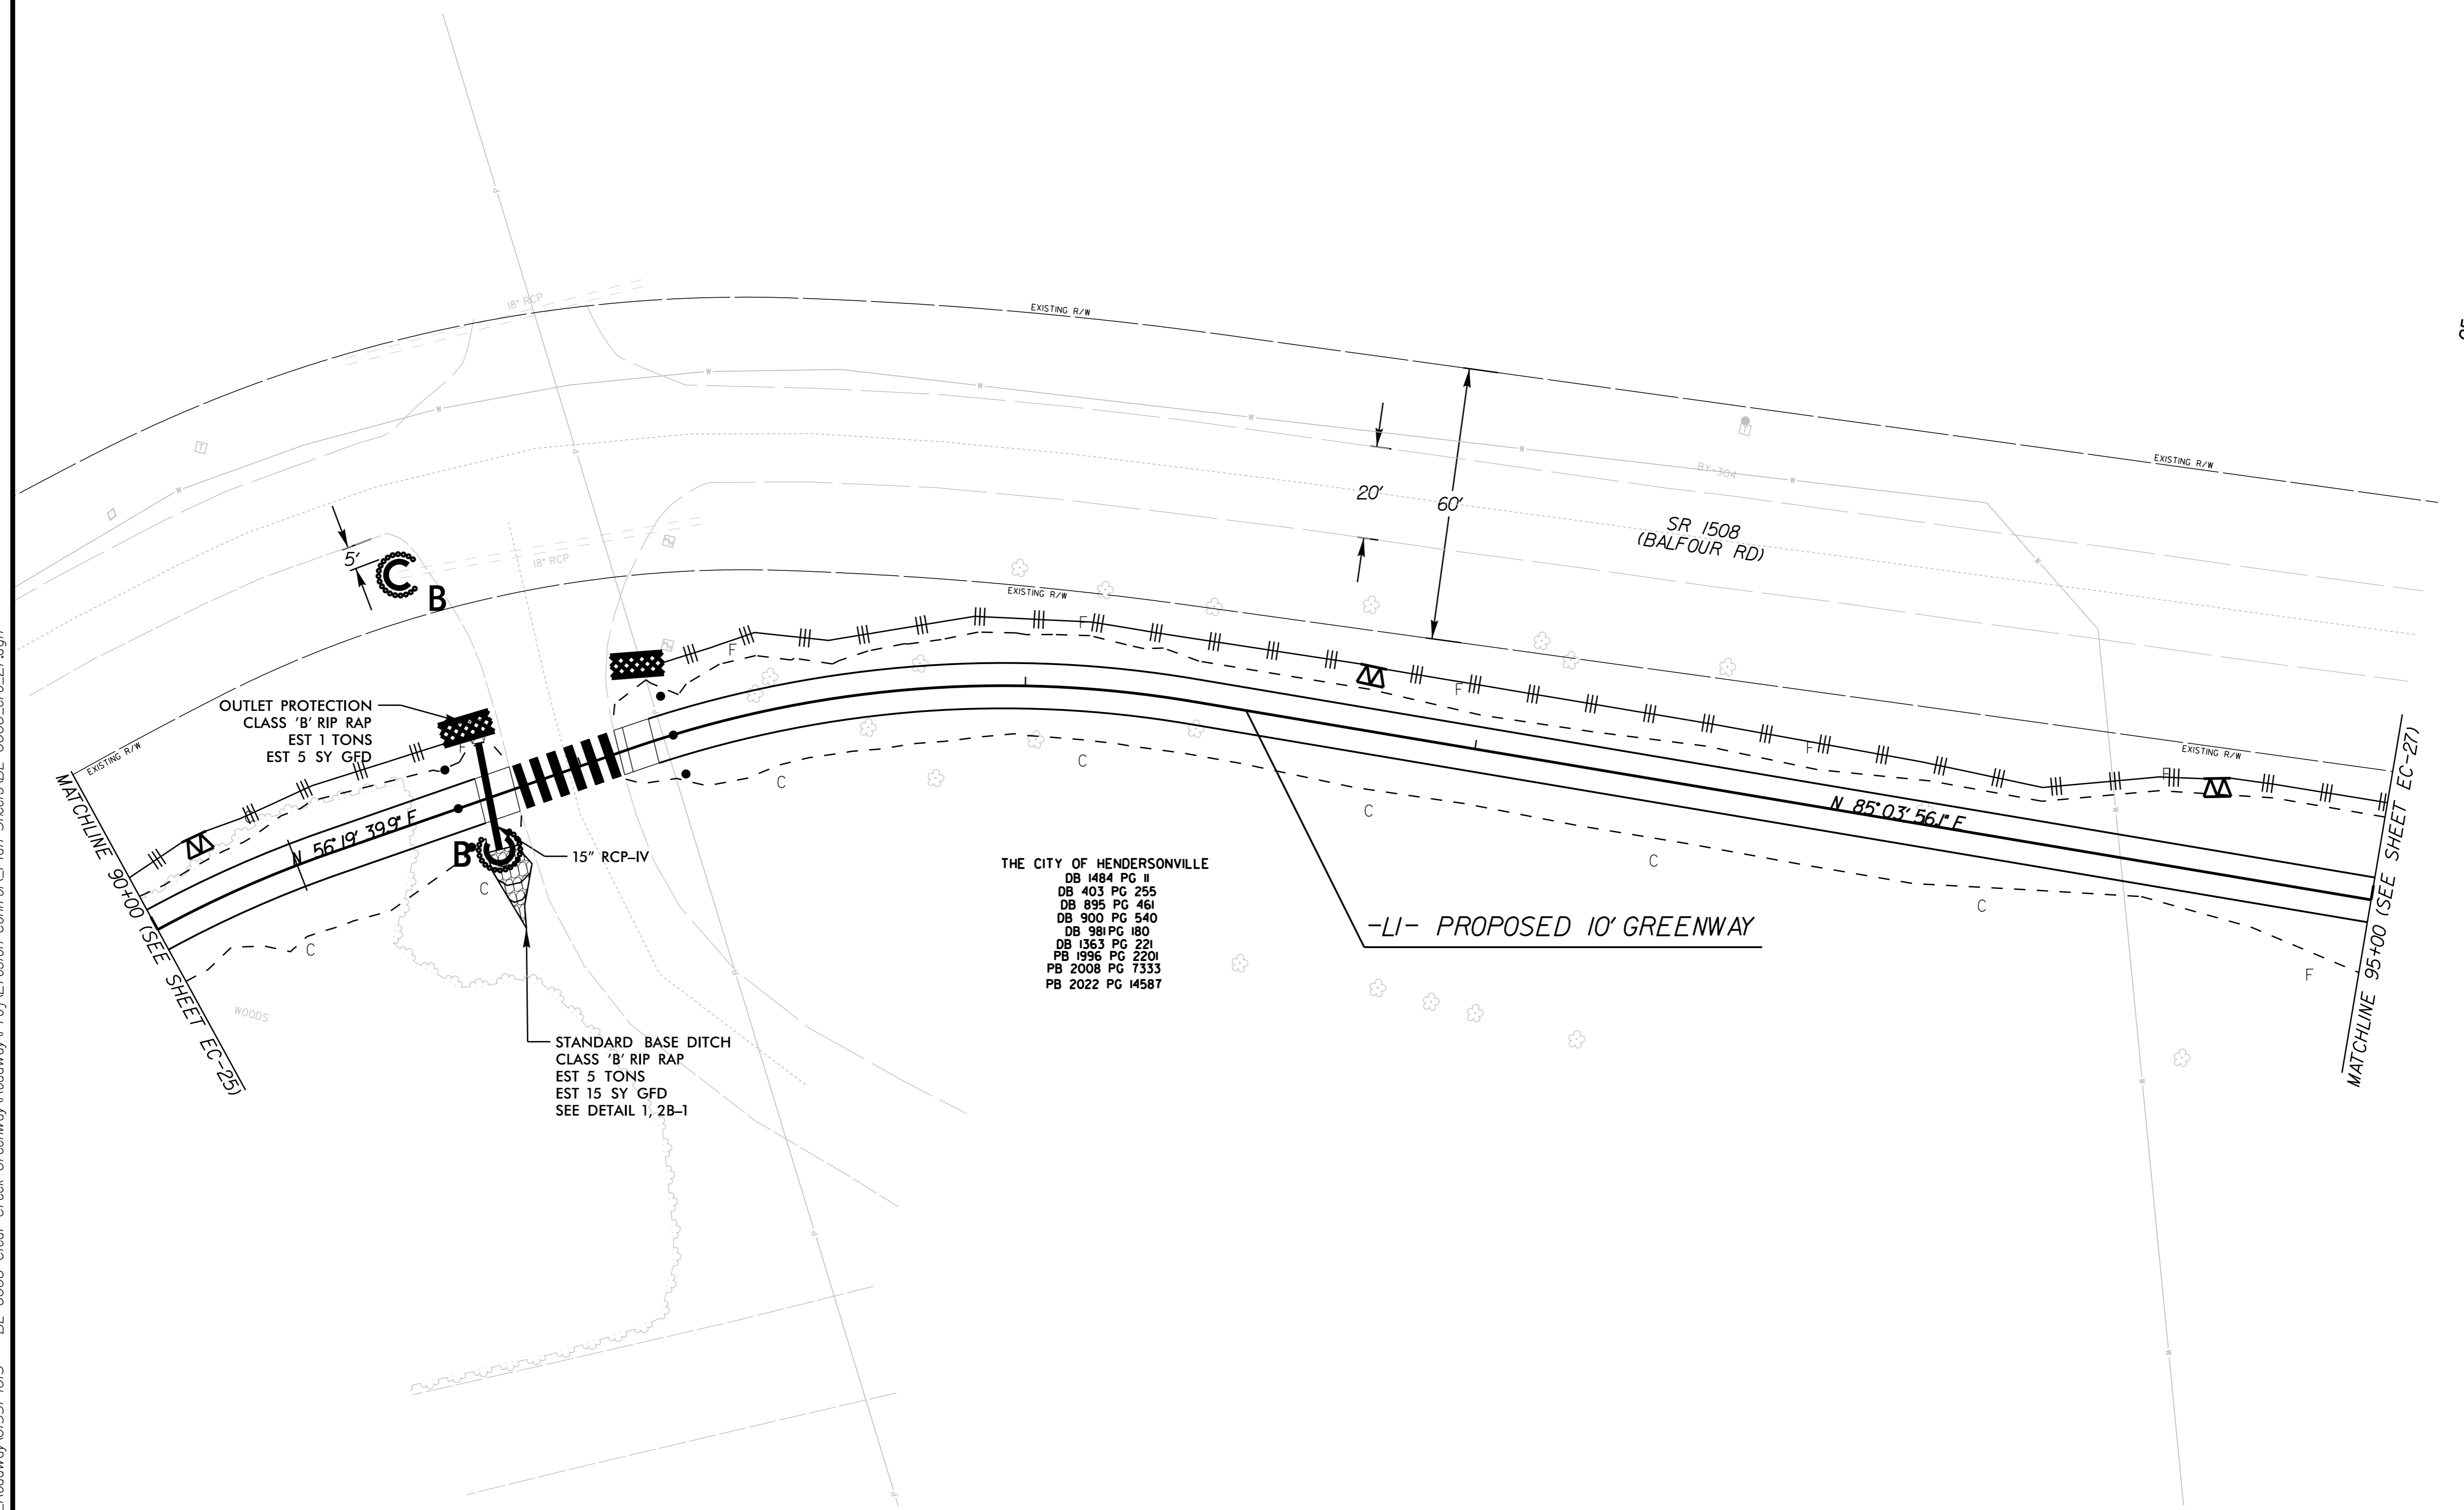 18" RCP
EXISTING R/W
W
W
W
W
W
W
W
W
P
P
T
T
EXISTING R/W
BY-304
20'
60'
SR 1508
(BALFOUR RD)
5'
C
B
18" RCP
EXISTING R/W
F
F
F
F
F
OUTLET PROTECTION
CLASS 'B' RIP RAP
EST 1 TONS
EST 5 SY GFD
EXISTING R/W
EXISTING R/W
MATCHLINE 90+00 (SEE SHEET EC-25)
N 56° 19' 39.9" E
B
C
15" RCP-IV
C
C
C
C
C
C
C
N 85° 03' 56.1" E
MATCHLINE 95+00 (SEE SHEET EC-27)
F
THE CITY OF HENDERSONVILLE
DB 1484 PG 11
DB 403 PG 255
DB 895 PG 461
DB 900 PG 540
DB 981 PG 180
DB 1363 PG 221
PB 1996 PG 2201
PB 2008 PG 7333
PB 2022 PG 14587
-L1- PROPOSED 10' GREENWAY
WOODS
STANDARD BASE DITCH
CLASS 'B' RIP RAP
EST 5 TONS
EST 15 SY GFD
SEE DETAIL 1, 2B-1
P
P
P